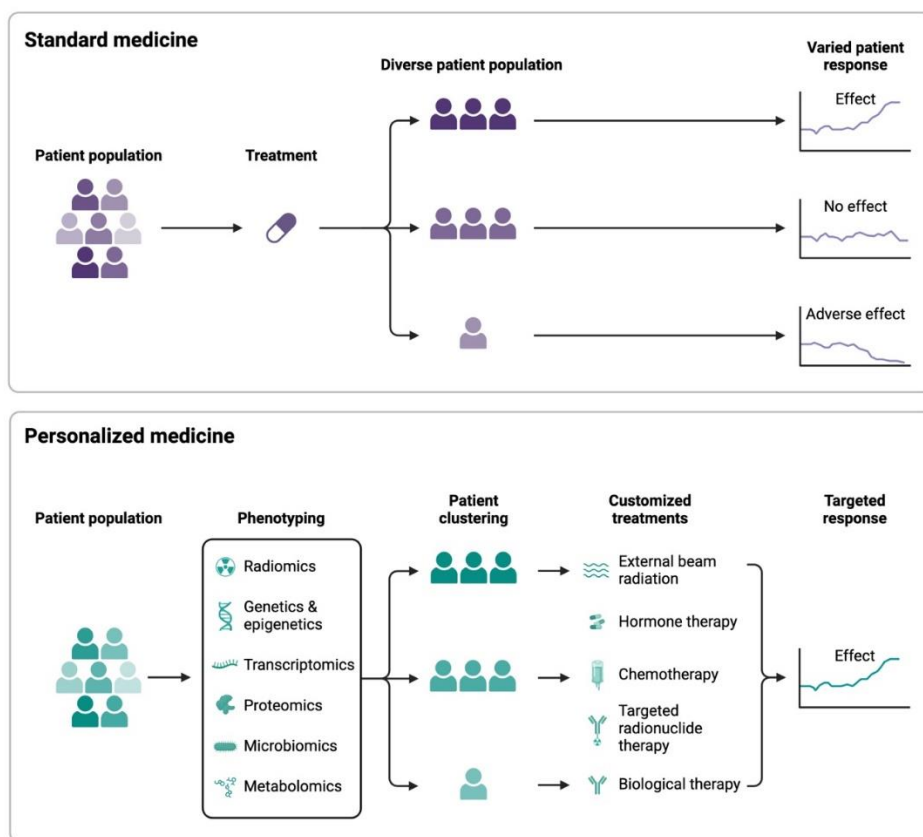 Standard medicine
Diverse patient population
Varied patient
response
Effect
Patient population
Treatment
No effect
Adverse effect
Personalized medicine
Patient population
Phenotyping
Patient
clustering
Customized
treatments
Targeted
response
Radiomics
Genetics &
epigenetics
Transcriptomics
Proteomics
Microbiomics
Metabolomics
External beam
radiation
Hormone therapy
Chemotherapy
Targeted
radionuclide
therapy
Biological therapy
Effect